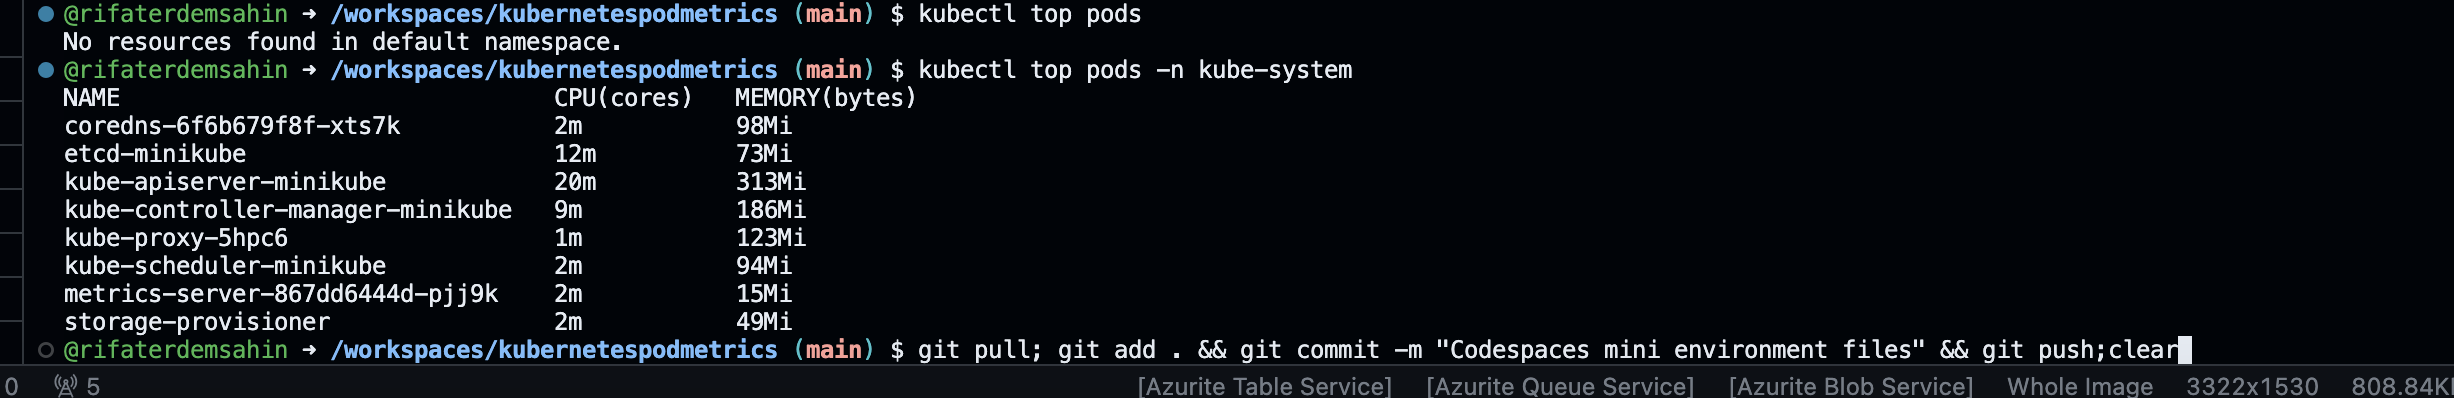 @rifaterdemsahin ➜ /workspaces/kubernetespodmetrics (main) $ kubectl top pods
No resources found in default namespace.
@rifaterdemsahin ➜ /workspaces/kubernetespodmetrics (main) $ kubectl top pods -n kube-system
NAME CPU(cores) MEMORY(bytes)
coredns-6f6b679f8f-xts7k 2m 98Mi
etcd-minikube 12m 73Mi
kube-apiserver-minikube 20m 313Mi
kube-controller-manager-minikube 9m 186Mi
kube-proxy-5hpc6 1m 123Mi
kube-scheduler-minikube 2m 94Mi
metrics-server-867dd6444d-pjj9k 2m 15Mi
storage-provisioner 2m 49Mi
@rifaterdemsahin ➜ /workspaces/kubernetespodmetrics (main) $ git pull; git add . && git commit -m "Codespaces mini environment files" && git push;clear
0 5 [Azurite Table Service] [Azurite Queue Service] [Azurite Blob Service] Whole Image 3322x1530 808.84K